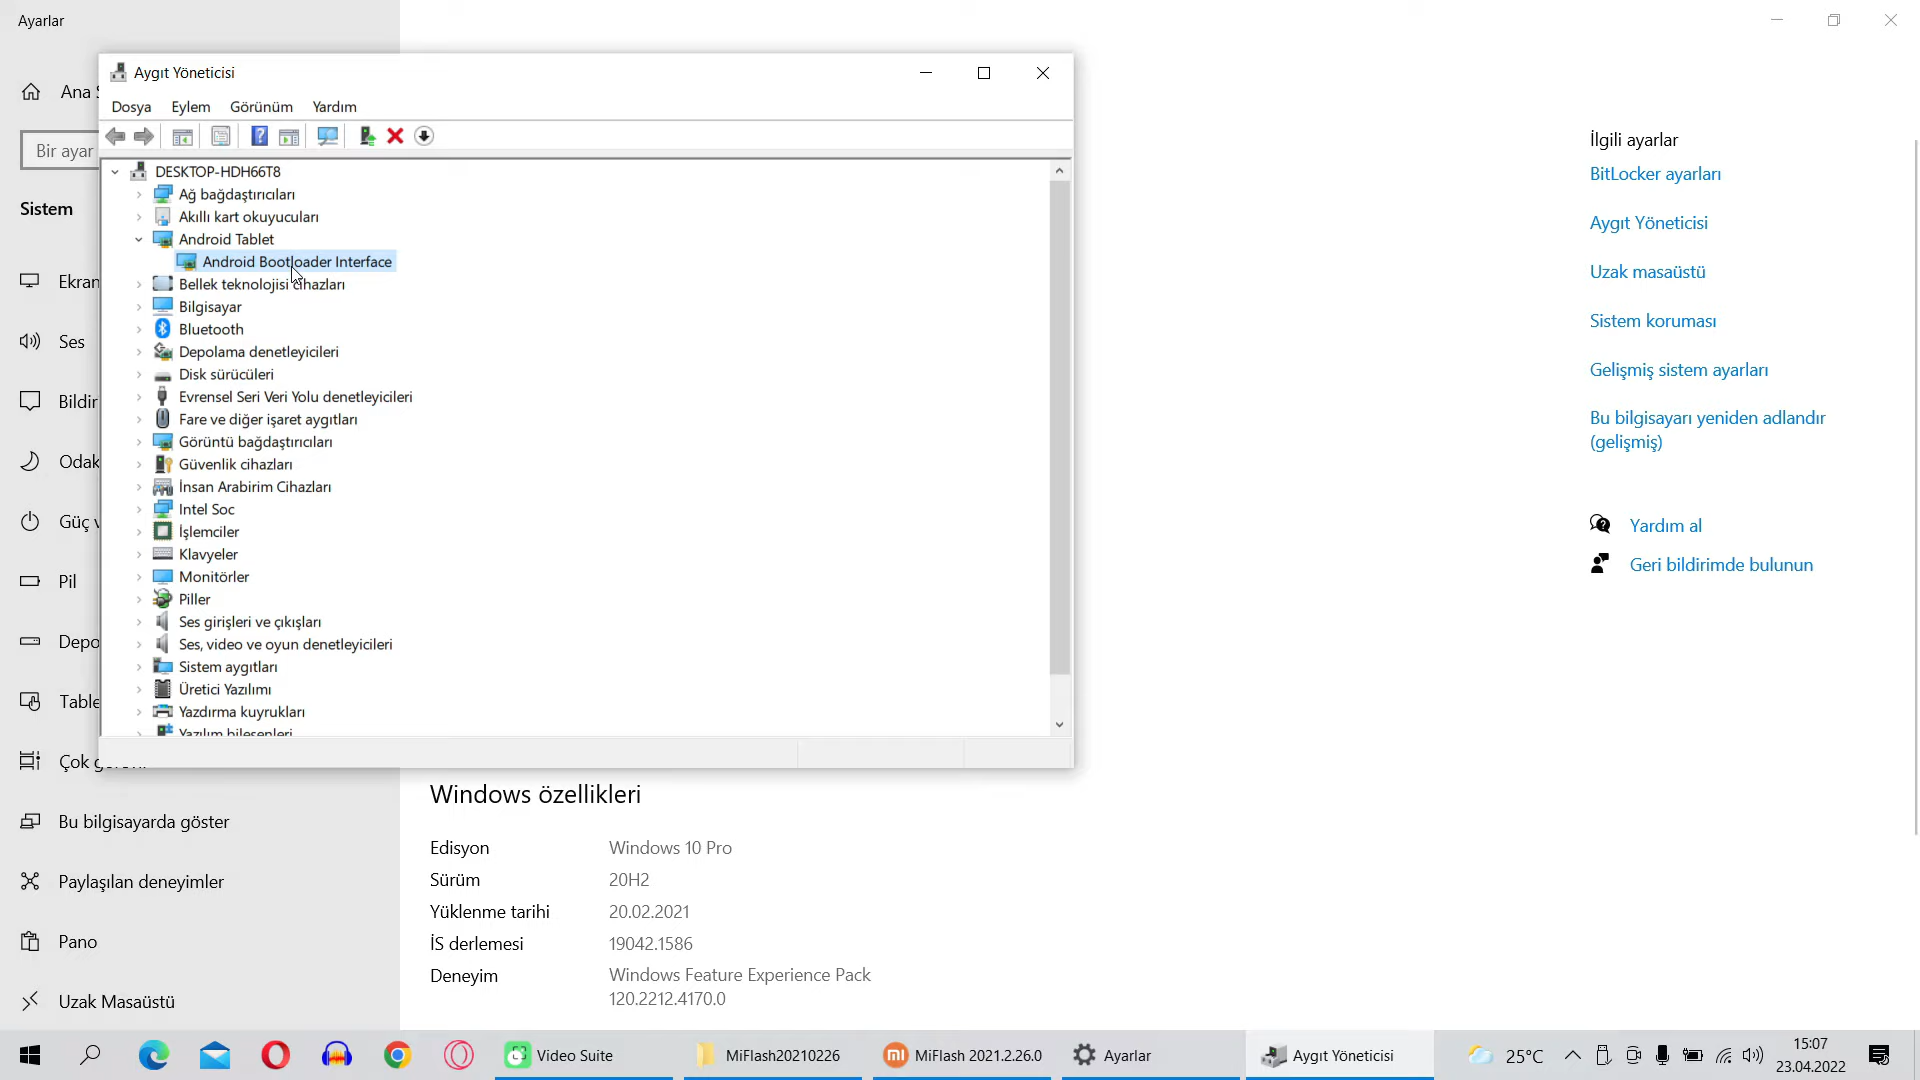 Ayarlar
Ana S
Bir ayar
Sistem
Ekran
Ses
Bildir
Odak
Güç v
Pil
Depo
Table
Bu bilgisayarda göster
Paylaşılan deneyimler
Pano
Uzak Masaüstü
Aygıt Yöneticisi
Dosya Eylem Görünüm Yardım
DESKTOP-HDH66T8
Ağ bağdaştırıcıları
Akıllı kart okuyucuları
Android Tablet
Android Bootloader Interface
Bellek teknolojisi cihazları
Bilgisayar
Bluetooth
Depolama denetleyicileri
Disk sürücüleri
Evrensel Seri Veri Yolu denetleyicileri
Fare ve diğer işaret aygıtları
Görüntü bağdaştırıcıları
Güvenlik cihazları
İnsan Arabirim Cihazları
Intel Soc
İşlemciler
Klavyeler
Monitörler
Piller
Ses girişleri ve çıkışları
Ses, video ve oyun denetleyicileri
Sistem aygıtları
Üretici Yazılımı
Yazdırma kuyrukları
Yazılım bileşenleri
Windows özellikleri
Edisyon Windows 10 Pro
Sürüm 20H2
Yüklenme tarihi 20.02.2021
İS derlemesi 19042.1586
Deneyim Windows Feature Experience Pack
120.2212.4170.0
İlgili ayarlar
BitLocker ayarları
Aygıt Yöneticisi
Uzak masaüstü
Sistem koruması
Gelişmiş sistem ayarları
Bu bilgisayarı yeniden adlandır
(gelişmiş)
Yardım al
Geri bildirimde bulunun
Video Suite
MiFlash20210226
MiFlash 2021.2.26.0
Ayarlar
Aygıt Yöneticisi
25°C
15:07
23.04.2022